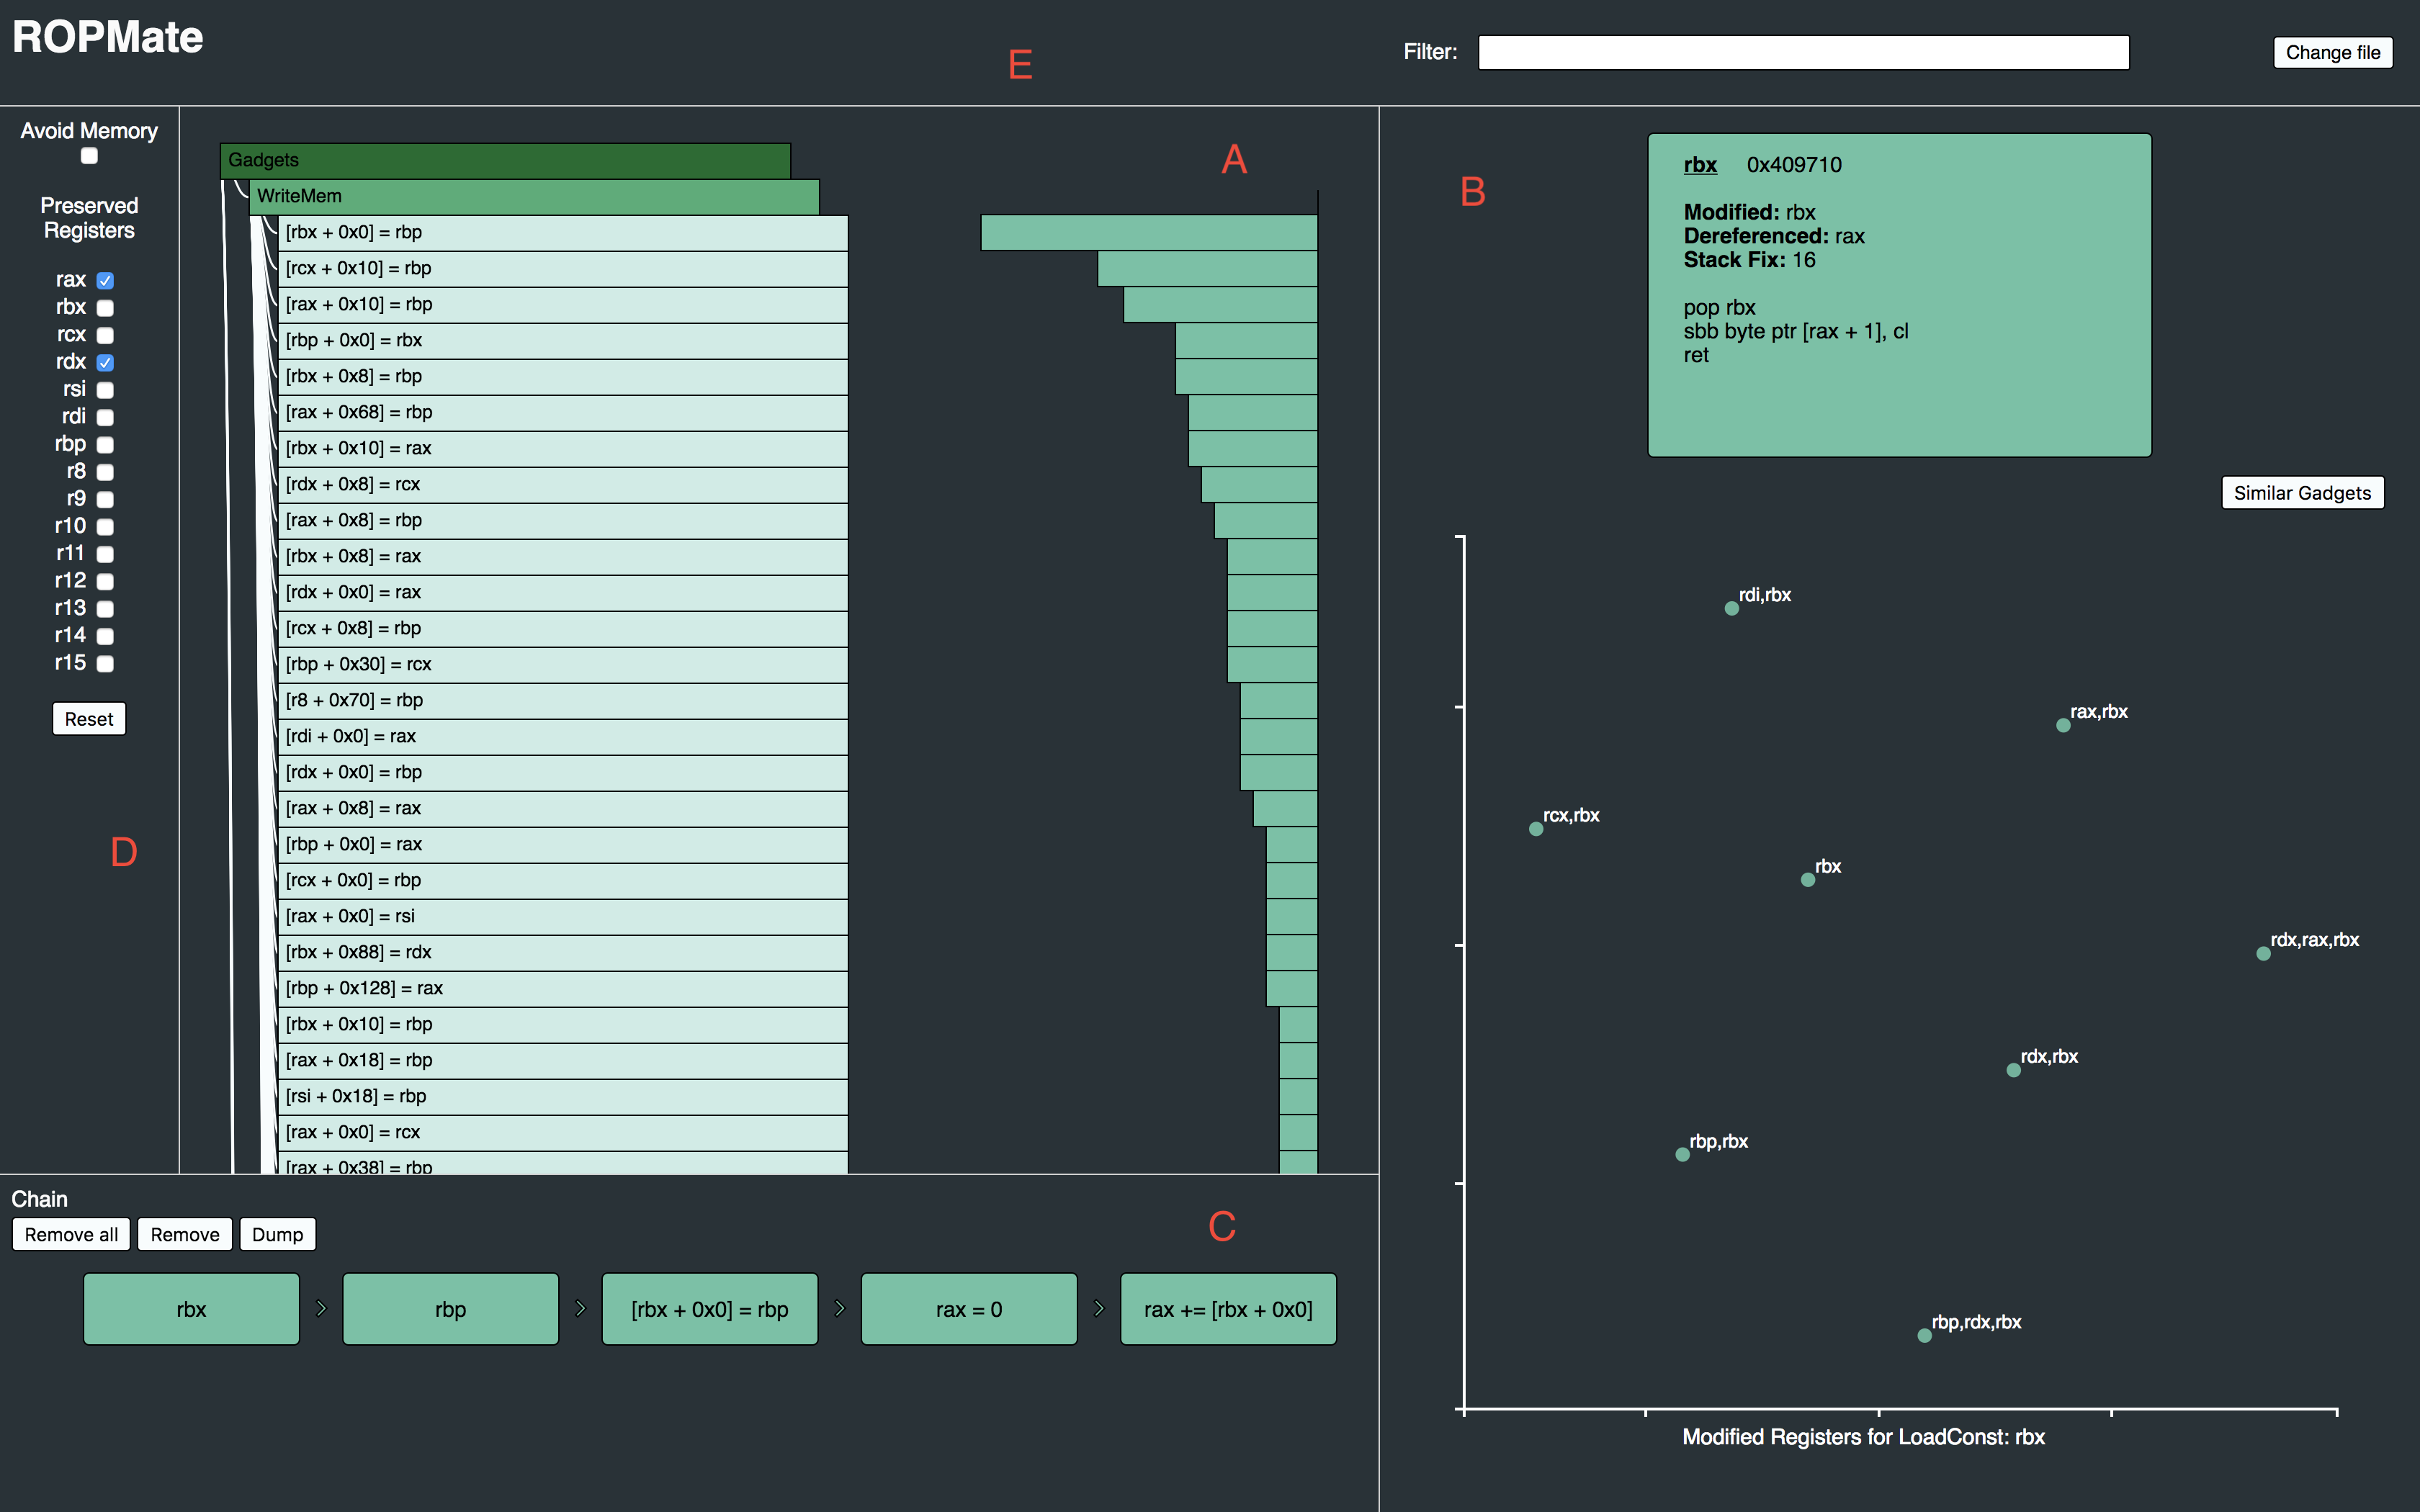 ROPMate
E
Filter:
Change file
Avoid Memory
Preserved
Registers
rax
rbx
rcx
rdx
rsi
rdi
rbp
r8
r9
r10
r11
r12
r13
r14
r15
Reset
D
Gadgets
WriteMem
[rbx + 0x0] = rbp
[rcx + 0x10] = rbp
[rax + 0x10] = rbp
[rbp + 0x0] = rbx
[rbx + 0x8] = rbp
[rax + 0x68] = rbp
[rbx + 0x10] = rax
[rdx + 0x8] = rcx
[rax + 0x8] = rbp
[rbx + 0x8] = rax
[rdx + 0x0] = rax
[rcx + 0x8] = rbp
[rbp + 0x30] = rcx
[r8 + 0x70] = rbp
[rdi + 0x0] = rax
[rdx + 0x0] = rbp
[rax + 0x8] = rax
[rbp + 0x0] = rax
[rcx + 0x0] = rbp
[rax + 0x0] = rsi
[rbx + 0x88] = rdx
[rbp + 0x128] = rax
[rbx + 0x10] = rbp
[rax + 0x18] = rbp
[rsi + 0x18] = rbp
[rax + 0x0] = rcx
[rax + 0x38] = rbp
A
B
rbx 0x409710
Modified: rbx
Dereferenced: rax
Stack Fix: 16
pop rbx
sbb byte ptr [rax + 1], cl
ret
Similar Gadgets
rdi,rbx
rax,rbx
rcx,rbx
rbx
rdx,rax,rbx
rdx,rbx
rbp,rbx
rbp,rdx,rbx
Modified Registers for LoadConst: rbx
Chain
Remove all Remove Dump
C
rbx > rbp > [rbx + 0x0] = rbp > rax = 0 > rax += [rbx + 0x0]